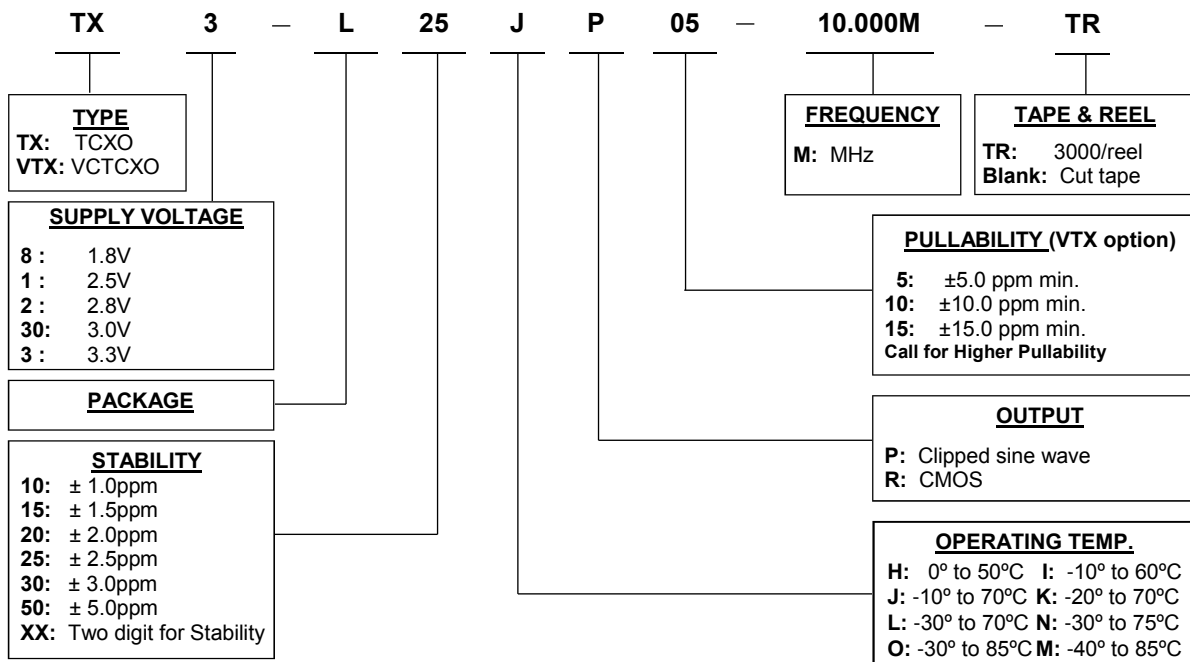 TX 3 — L 25 J P 05 — 10.000M — TR
TYPE
TX: TCXO
VTX: VCTCXO
SUPPLY VOLTAGE
8 : 1.8V
1 : 2.5V
2 : 2.8V
30: 3.0V
3 : 3.3V
PACKAGE
STABILITY
10: ± 1.0ppm
15: ± 1.5ppm
20: ± 2.0ppm
25: ± 2.5ppm
30: ± 3.0ppm
50: ± 5.0ppm
XX: Two digit for Stability
FREQUENCY
M: MHz
TAPE & REEL
TR: 3000/reel
Blank: Cut tape
PULLABILITY (VTX option)
5: ±5.0 ppm min.
10: ±10.0 ppm min.
15: ±15.0 ppm min.
Call for Higher Pullability
OUTPUT
P: Clipped sine wave
R: CMOS
OPERATING TEMP.
H: 0º to 50ºC I: -10º to 60ºC
J: -10º to 70ºC K: -20º to 70ºC
L: -30º to 70ºC N: -30º to 75ºC
O: -30º to 85ºC M: -40º to 85ºC